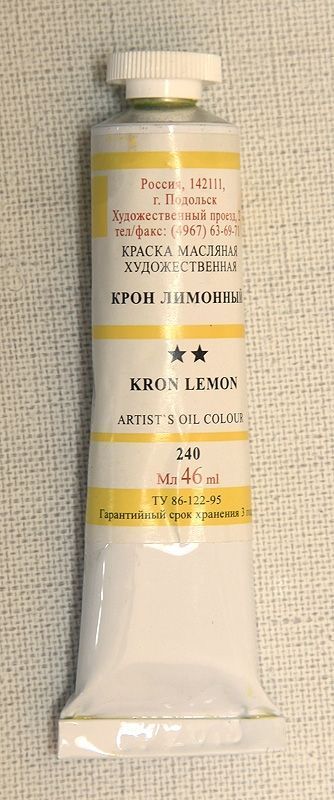 Россия, 142111,
г. Подольск
Художественный проезд,
тел/факс: (4967) 63-69-7
КРАСКА МАСЛЯНАЯ
ХУДОЖЕСТВЕННАЯ
КРОН ЛИМОННЫЙ
★★
KRON LEMON
ARTIST`S OIL COLOUR
240
Мл 46 ml
ТУ 86-122-95
Гарантийный срок хранения 3